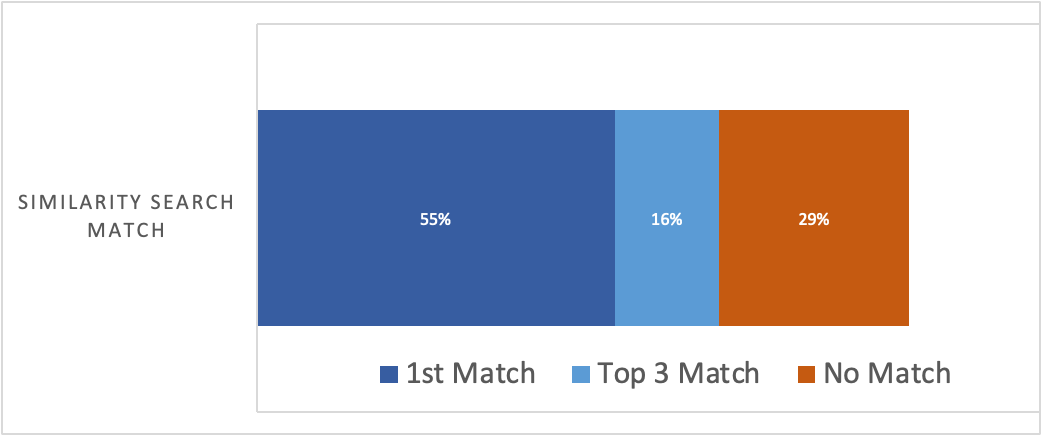 SIMILARITY SEARCH
MATCH
55%
16%
29%
1st Match
Top 3 Match
No Match